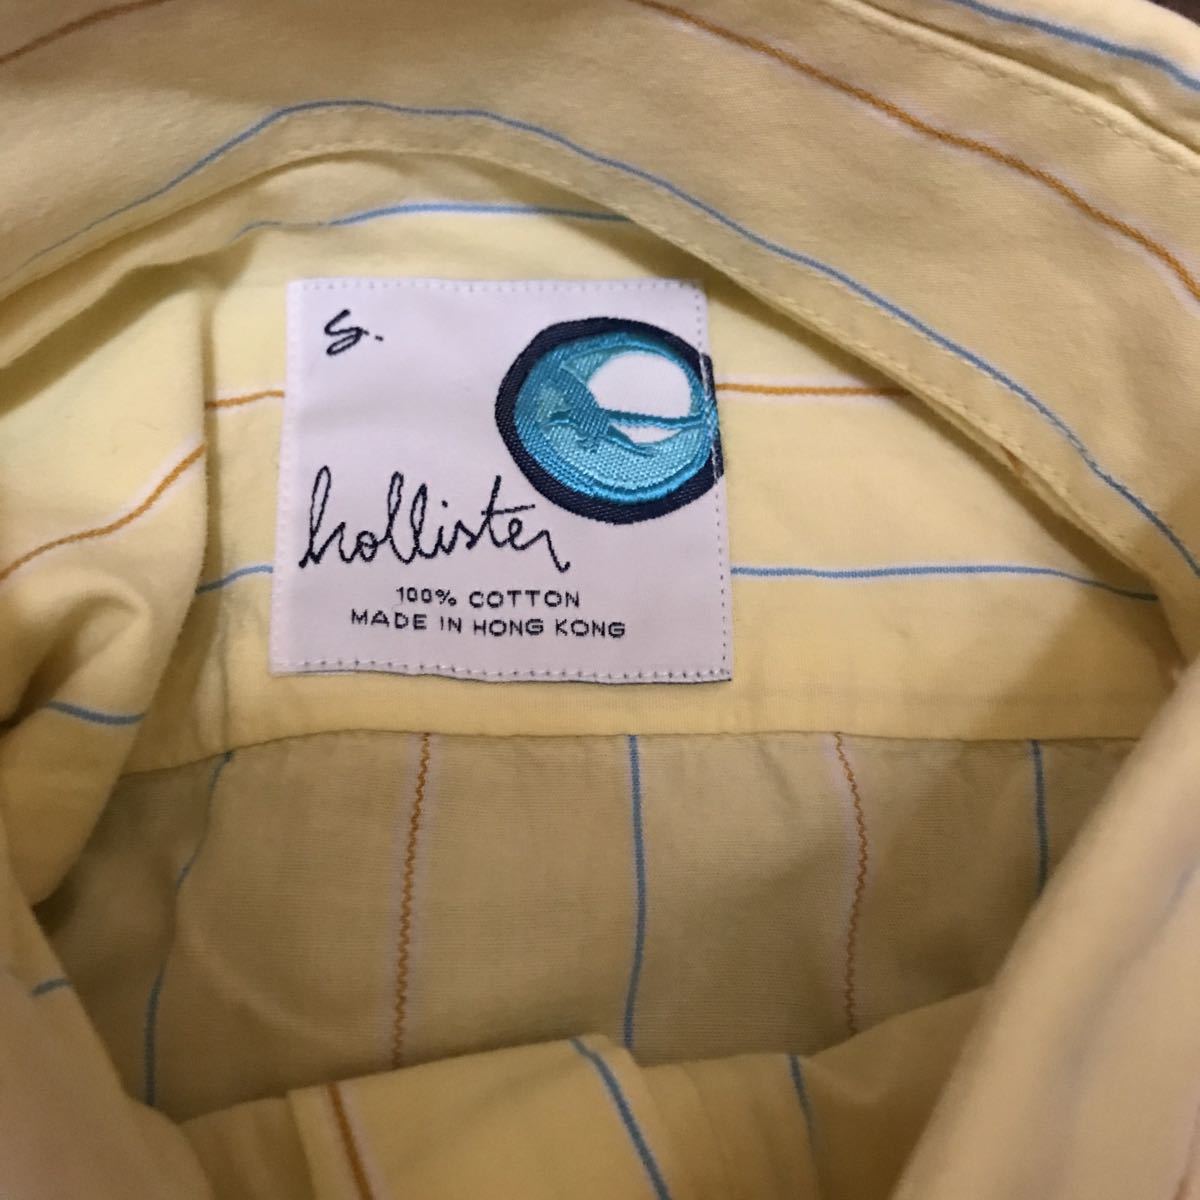 S.
hollister
100% COTTON
MADE IN HONG KONG